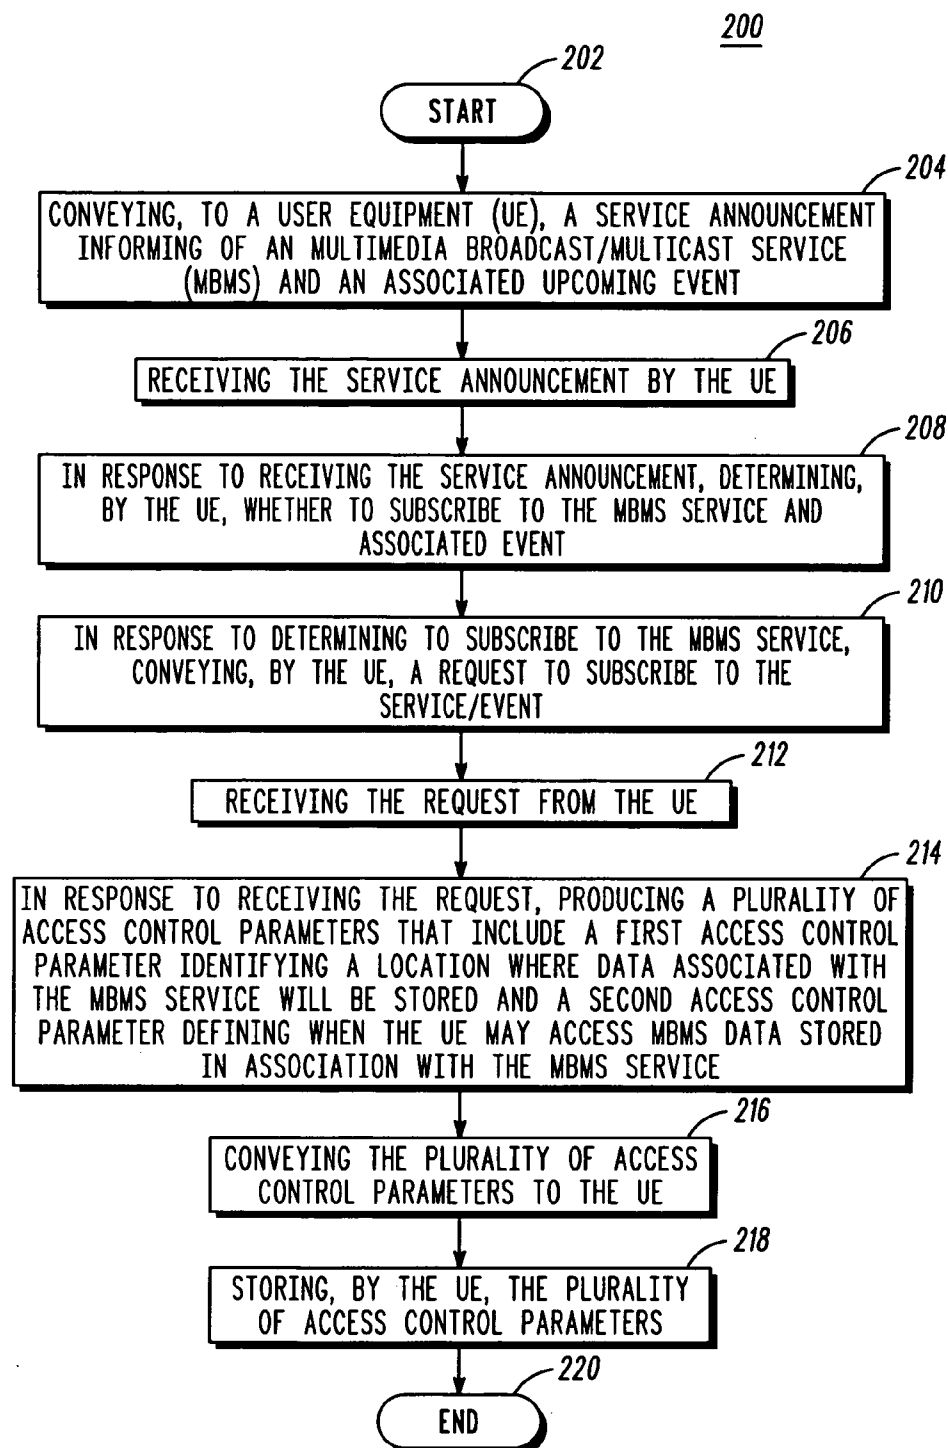 200
202
START
204
CONVEYING, TO A USER EQUIPMENT (UE), A SERVICE ANNOUNCEMENT
INFORMING OF AN MULTIMEDIA BROADCAST/MULTICAST SERVICE
(MBMS) AND AN ASSOCIATED UPCOMING EVENT
206
RECEIVING THE SERVICE ANNOUNCEMENT BY THE UE
208
IN RESPONSE TO RECEIVING THE SERVICE ANNOUNCEMENT, DETERMINING,
BY THE UE, WHETHER TO SUBSCRIBE TO THE MBMS SERVICE AND
ASSOCIATED EVENT
210
IN RESPONSE TO DETERMINING TO SUBSCRIBE TO THE MBMS SERVICE,
CONVEYING, BY THE UE, A REQUEST TO SUBSCRIBE TO THE
SERVICE/EVENT
212
RECEIVING THE REQUEST FROM THE UE
214
IN RESPONSE TO RECEIVING THE REQUEST, PRODUCING A PLURALITY OF
ACCESS CONTROL PARAMETERS THAT INCLUDE A FIRST ACCESS CONTROL
PARAMETER IDENTIFYING A LOCATION WHERE DATA ASSOCIATED WITH
THE MBMS SERVICE WILL BE STORED AND A SECOND ACCESS CONTROL
PARAMETER DEFINING WHEN THE UE MAY ACCESS MBMS DATA STORED
IN ASSOCIATION WITH THE MBMS SERVICE
216
CONVEYING THE PLURALITY OF ACCESS
CONTROL PARAMETERS TO THE UE
218
STORING, BY THE UE, THE PLURALITY
OF ACCESS CONTROL PARAMETERS
220
END